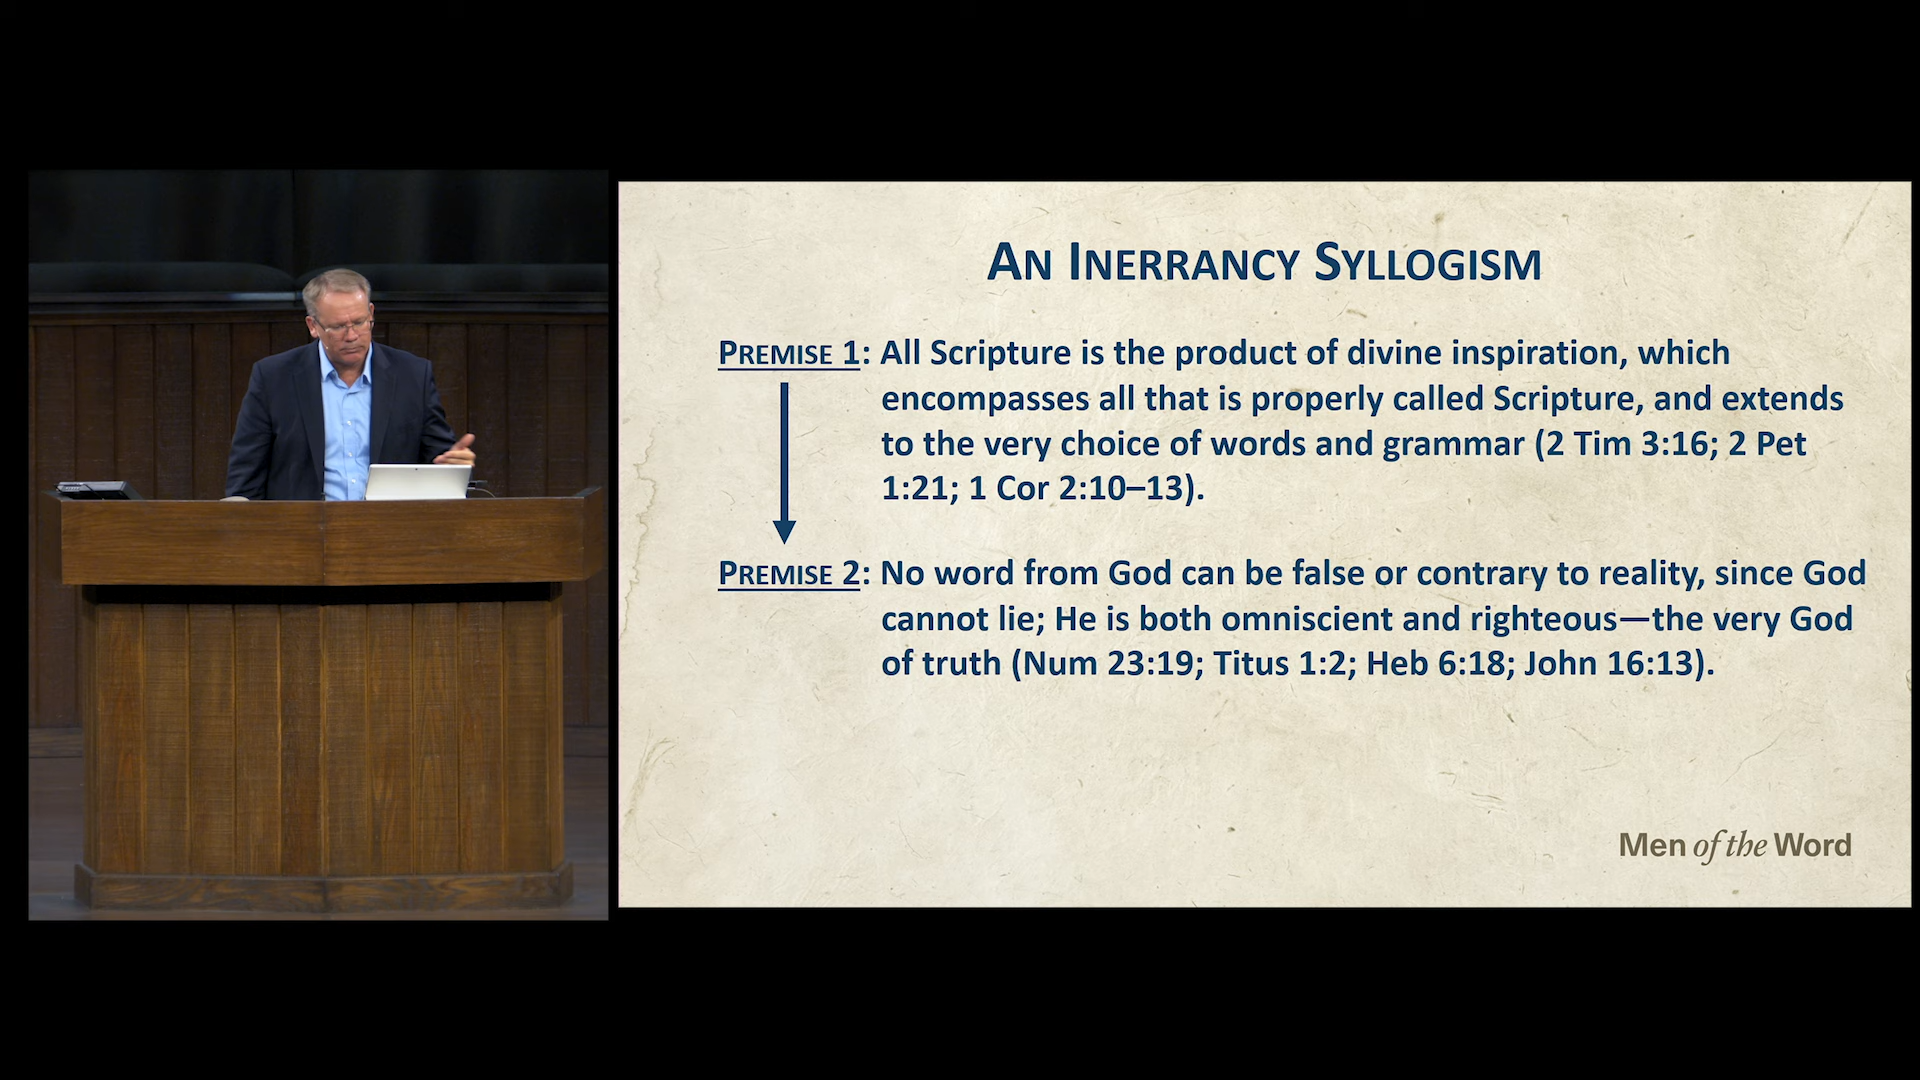 An Inerrancy Syllogism
Premise 1: All Scripture is the product of divine inspiration, which
encompasses all that is properly called Scripture, and extends
to the very choice of words and grammar (2 Tim 3:16; 2 Pet
1:21; 1 Cor 2:10–13).
Premise 2: No word from God can be false or contrary to reality, since God
cannot lie; He is both omniscient and righteous—the very God
of truth (Num 23:19; Titus 1:2; Heb 6:18; John 16:13).
Men of the Word